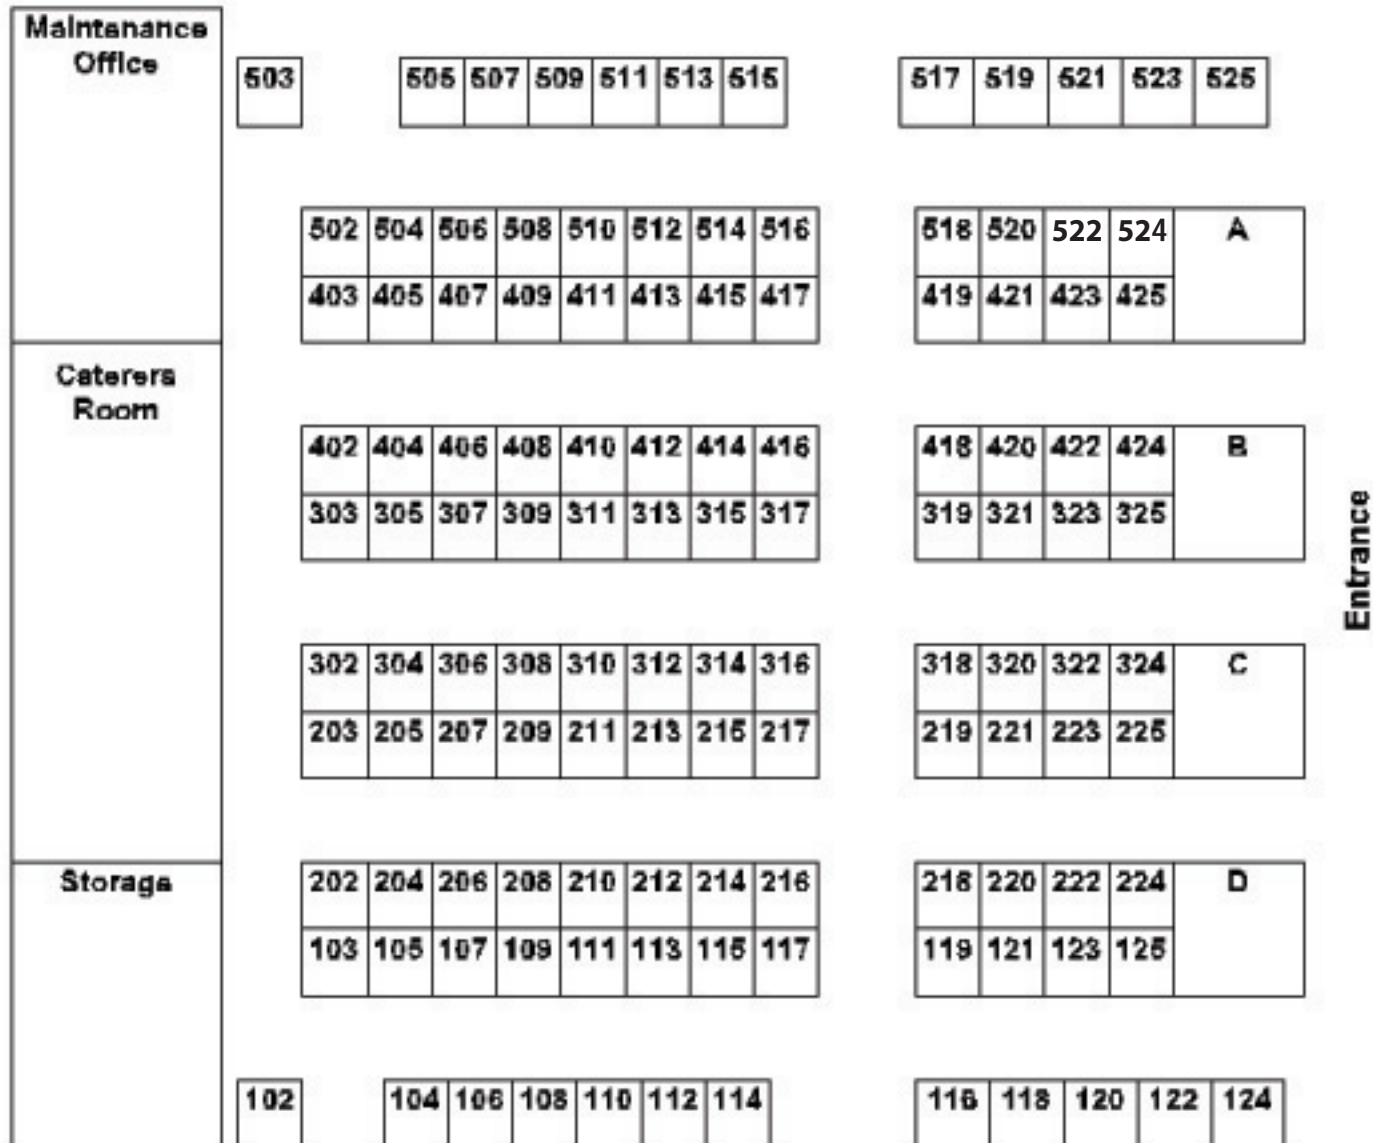 Maintenance
Office
503 505 507 509 511 513 515 517 519 521 523 525
502 504 506 508 510 512 514 516 518 520 522 524 A
403 405 407 409 411 413 415 417 419 421 423 425
Caterers
Room
402 404 406 408 410 412 414 416 418 420 422 424 B
303 305 307 309 311 313 315 317 319 321 323 325
Entrance
302 304 306 308 310 312 314 316 318 320 322 324 C
203 205 207 209 211 213 215 217 219 221 223 225
Storage
202 204 206 208 210 212 214 216 218 220 222 224 D
103 105 107 109 111 113 115 117 119 121 123 125
102 104 106 108 110 112 114 116 118 120 122 124